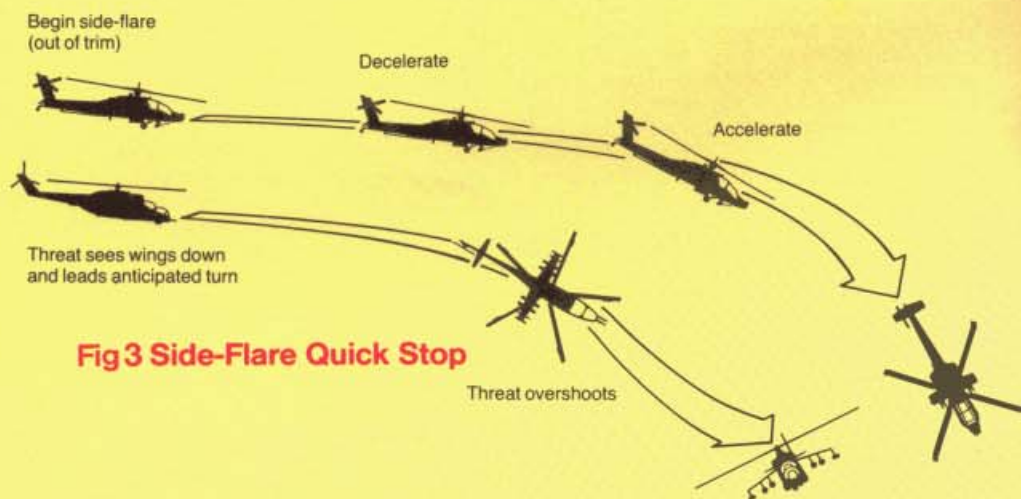 Begin side-flare
(out of trim)
Decelerate
Accelerate
Threat sees wings down
and leads anticipated turn
Fig 3 Side-Flare Quick Stop
Threat overshoots